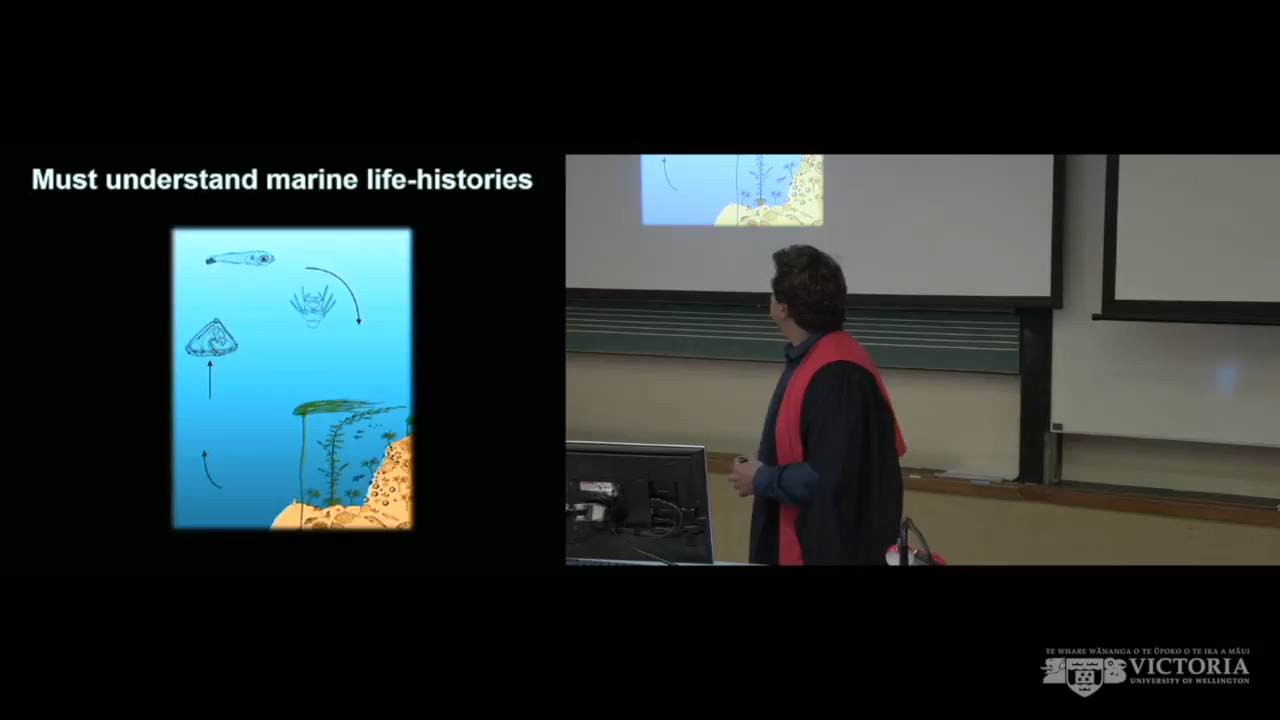 Must understand marine life-histories
TE WHARE WĀNANGA O TE ŪPOKO O TE IKA A MĀUI
VICTORIA
UNIVERSITY OF WELLINGTON